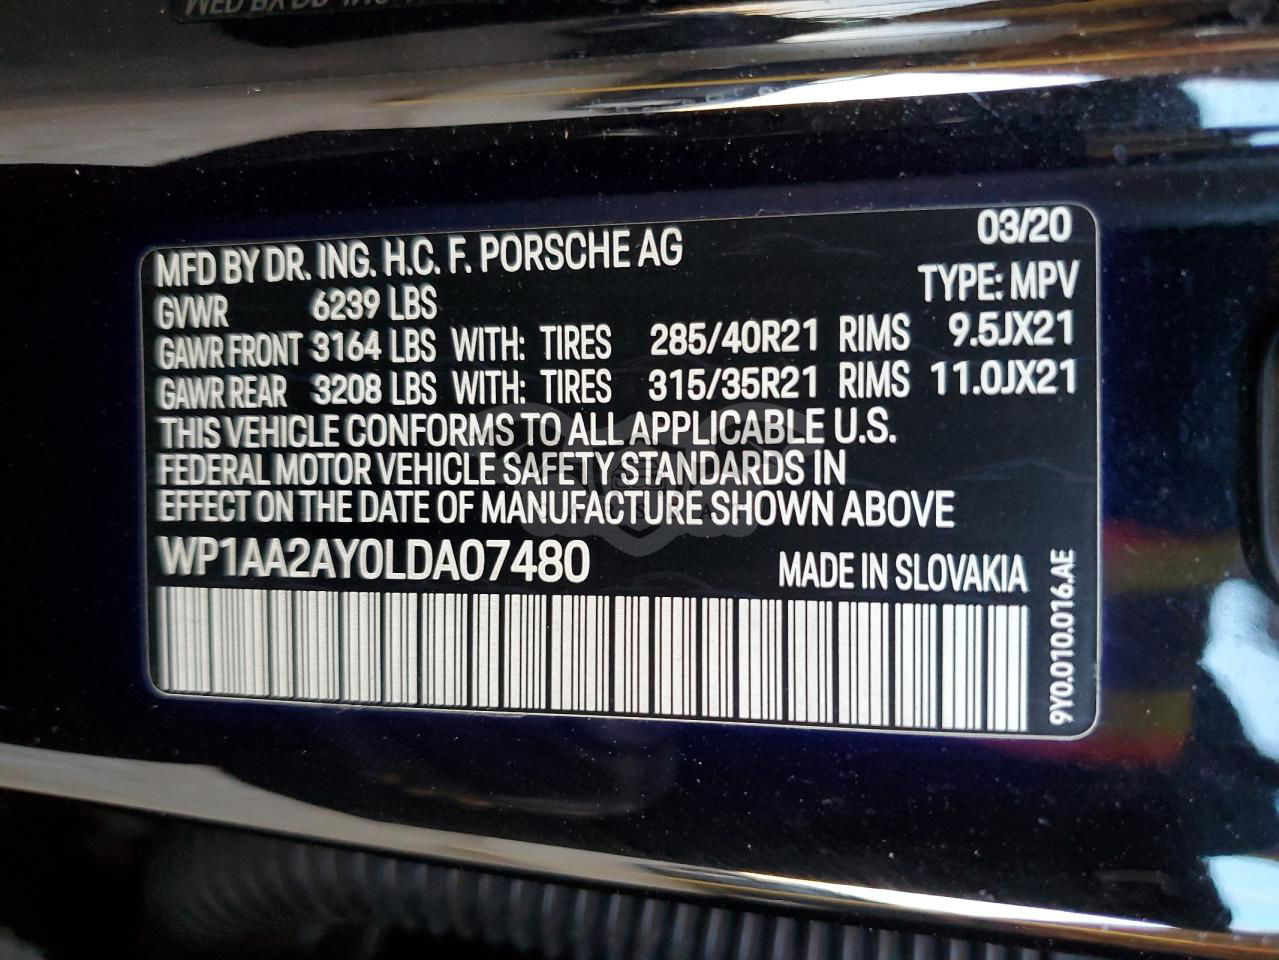 03/20
MFD BY DR. ING. H.C. F. PORSCHE AG
TYPE: MPV
GVWR 6239 LBS
GAWR FRONT 3164 LBS WITH: TIRES 285/40R21 RIMS 9.5JX21
GAWR REAR 3208 LBS WITH: TIRES 315/35R21 RIMS 11.0JX21
THIS VEHICLE CONFORMS TO ALL APPLICABLE U.S.
FEDERAL MOTOR VEHICLE SAFETY STANDARDS IN
EFFECT ON THE DATE OF MANUFACTURE SHOWN ABOVE
WP1AA2AY0LDA07480 MADE IN SLOVAKIA
9Y0.010.016.AE